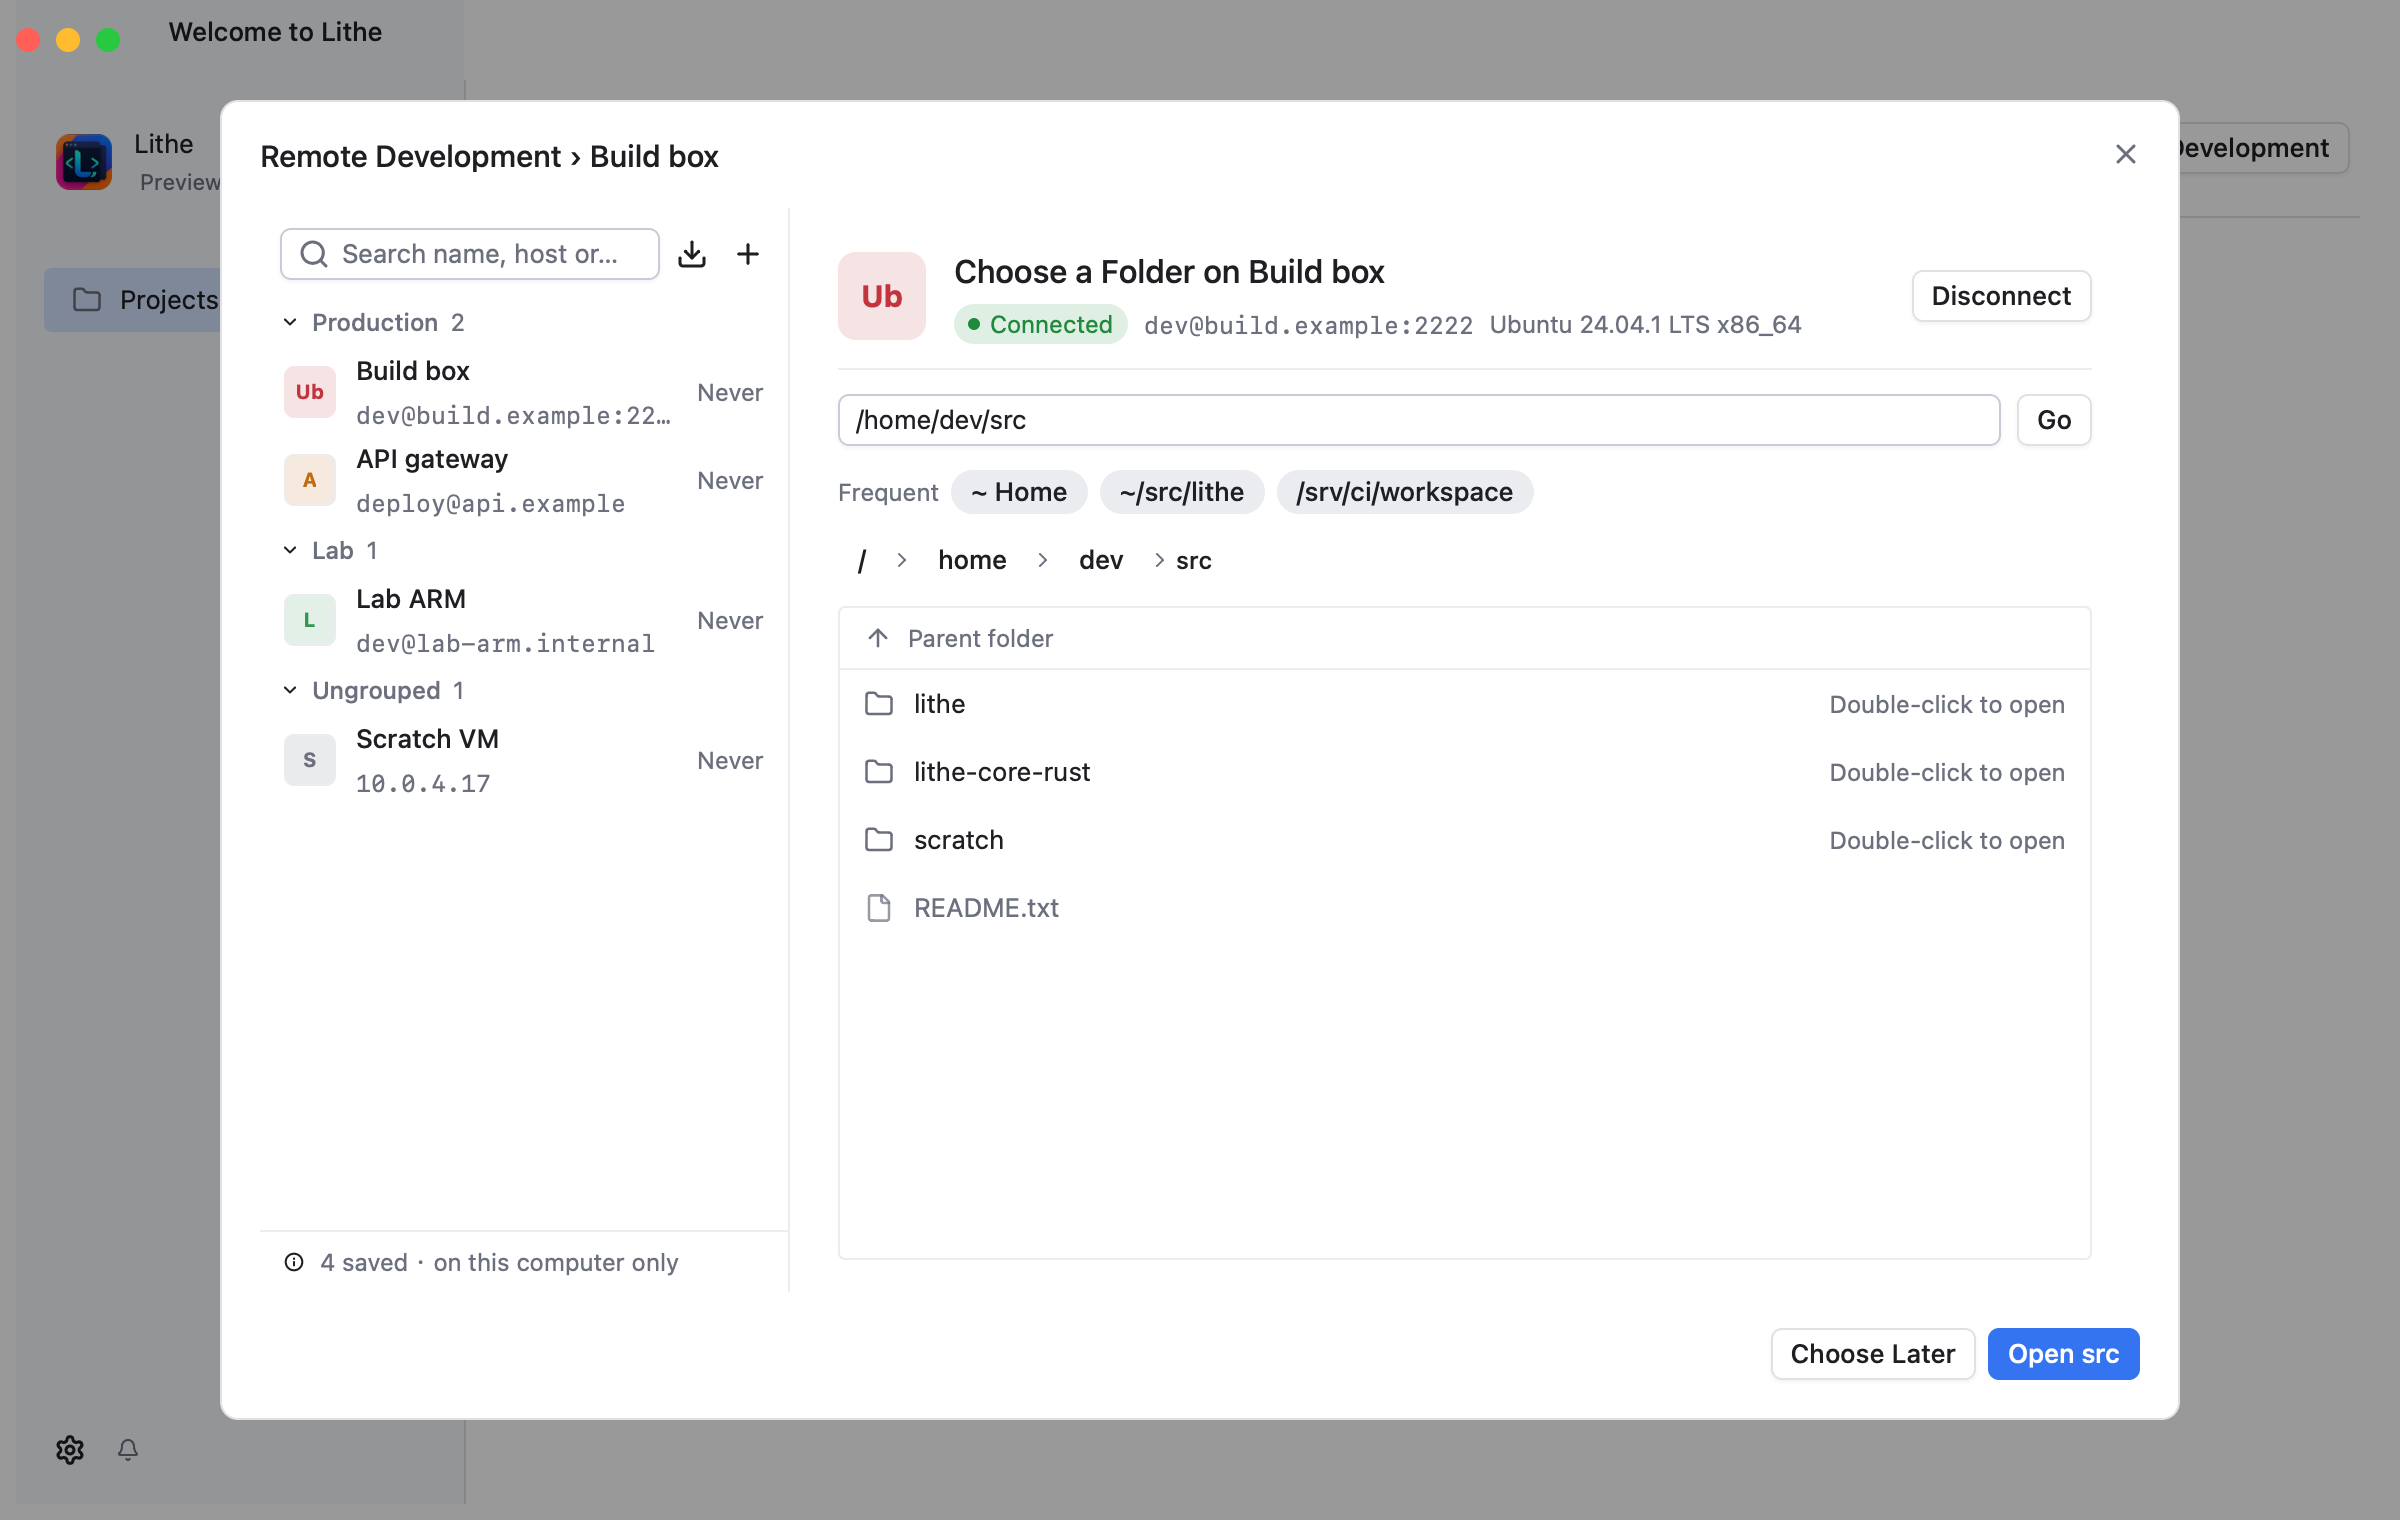 Welcome to Lithe
Lithe
Preview
Projects
Development
Remote Development › Build box
Search name, host or...
Production 2
Ub
Build box
dev@build.example:22…
Never
A
API gateway
deploy@api.example
Never
Lab 1
L
Lab ARM
dev@lab-arm.internal
Never
Ungrouped 1
S
Scratch VM
10.0.4.17
Never
4 saved · on this computer only
Ub
Choose a Folder on Build box
Connected dev@build.example:2222 Ubuntu 24.04.1 LTS x86_64
Disconnect
/home/dev/src
Go
Frequent ~ Home ~/src/lithe /srv/ci/workspace
/ > home > dev > src
Parent folder
lithe Double-click to open
lithe-core-rust Double-click to open
scratch Double-click to open
README.txt
Choose Later
Open src